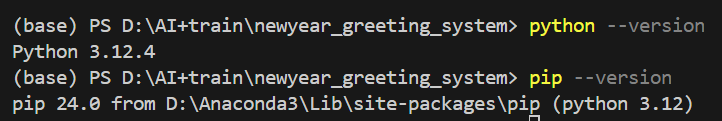 (base) PS D:\AI+train\newyear_greeting_system> python --version
Python 3.12.4
(base) PS D:\AI+train\newyear_greeting_system> pip --version
pip 24.0 from D:\Anaconda3\Lib\site-packages\pip (python 3.12)